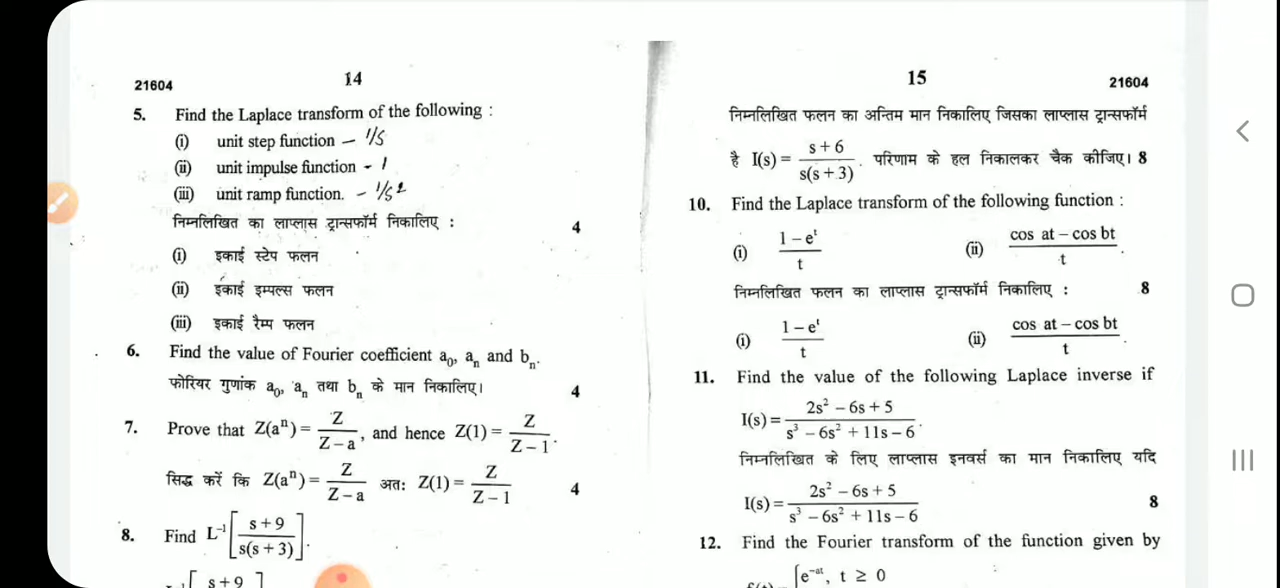 21604
14
5. Find the Laplace transform of the following :
(i) unit step function – 1/s
(ii) unit impulse function - 1
(iii) unit ramp function. - 1/s²
निम्नलिखित का लाप्लास ट्रान्सफॉर्म निकालिए : 4
(i) इकाई स्टेप फलन
(ii) इकाई इम्पल्स फलन
(iii) इकाई रैम्प फलन
6. Find the value of Fourier coefficient a₀, aₙ and bₙ.
फोरियर गुणांक a₀, aₙ तथा bₙ के मान निकालिए। 4
7. Prove that Z(aⁿ) = Z/(Z – a), and hence Z(1) = Z/(Z – 1).
सिद्ध करें कि Z(aⁿ) = Z/(Z – a) अतः Z(1) = Z/(Z – 1) 4
8. Find L⁻¹[(s + 9)/(s(s + 3))].
s + 9
15
21604
निम्नलिखित फलन का अन्तिम मान निकालिए जिसका लाप्लास ट्रान्सफॉर्म
है I(s) = (s + 6)/(s(s + 3)). परिणाम के हल निकालकर चैक कीजिए। 8
10. Find the Laplace transform of the following function :
(i) (1 – eᵗ)/t (ii) (cos at – cos bt)/t.
निम्नलिखित फलन का लाप्लास ट्रान्सफॉर्म निकालिए : 8
(i) (1 – eᵗ)/t (ii) (cos at – cos bt)/t.
11. Find the value of the following Laplace inverse if
I(s) = (2s² – 6s + 5)/(s³ – 6s² + 11s – 6).
निम्नलिखित के लिए लाप्लास इनवर्स का मान निकालिए यदि
I(s) = (2s² – 6s + 5)/(s³ – 6s² + 11s – 6) 8
12. Find the Fourier transform of the function given by
e⁻ᵃᵗ, t ≥ 0